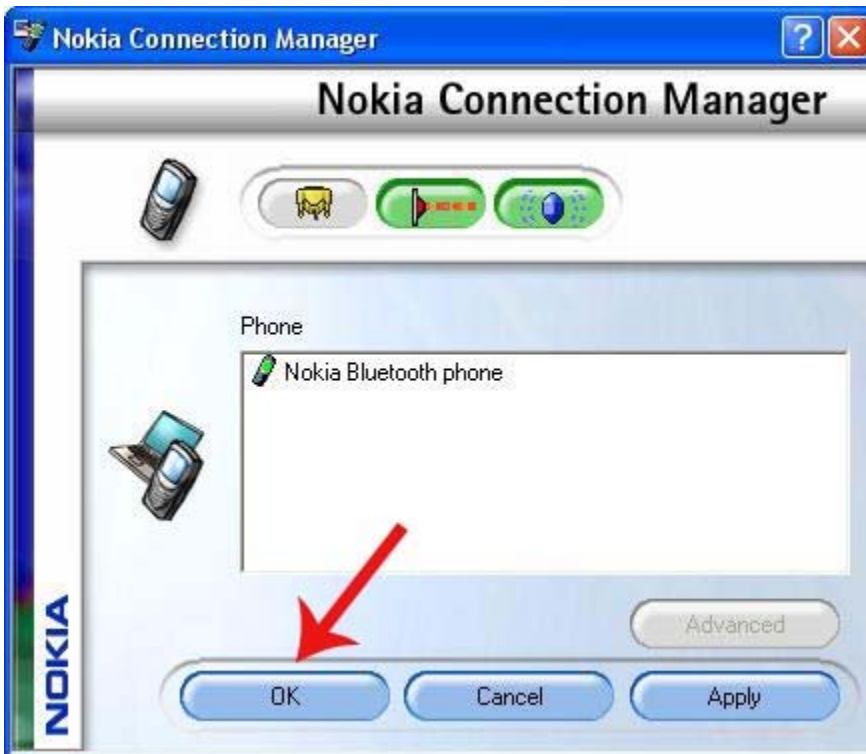 Nokia Connection Manager
Nokia Connection Manager
Phone
Nokia Bluetooth phone
Advanced
OK Cancel Apply
NOKIA